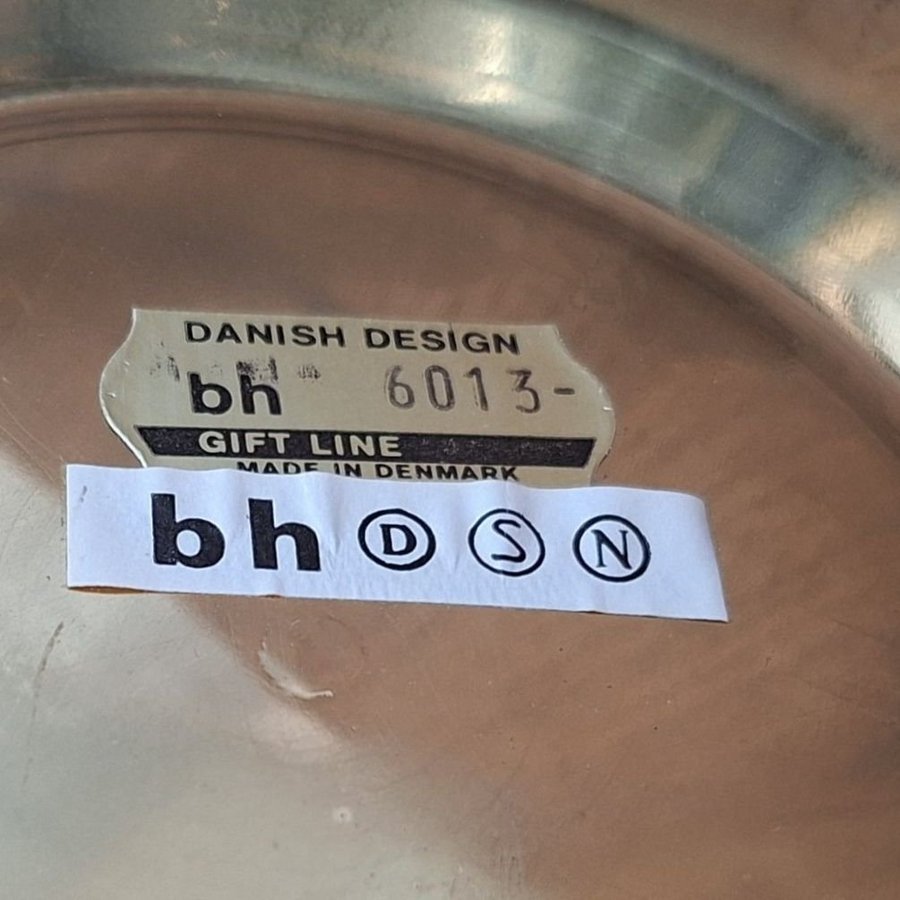 DANISH DESIGN
bh 6013-
GIFT LINE
MADE IN DENMARK
bh D S N